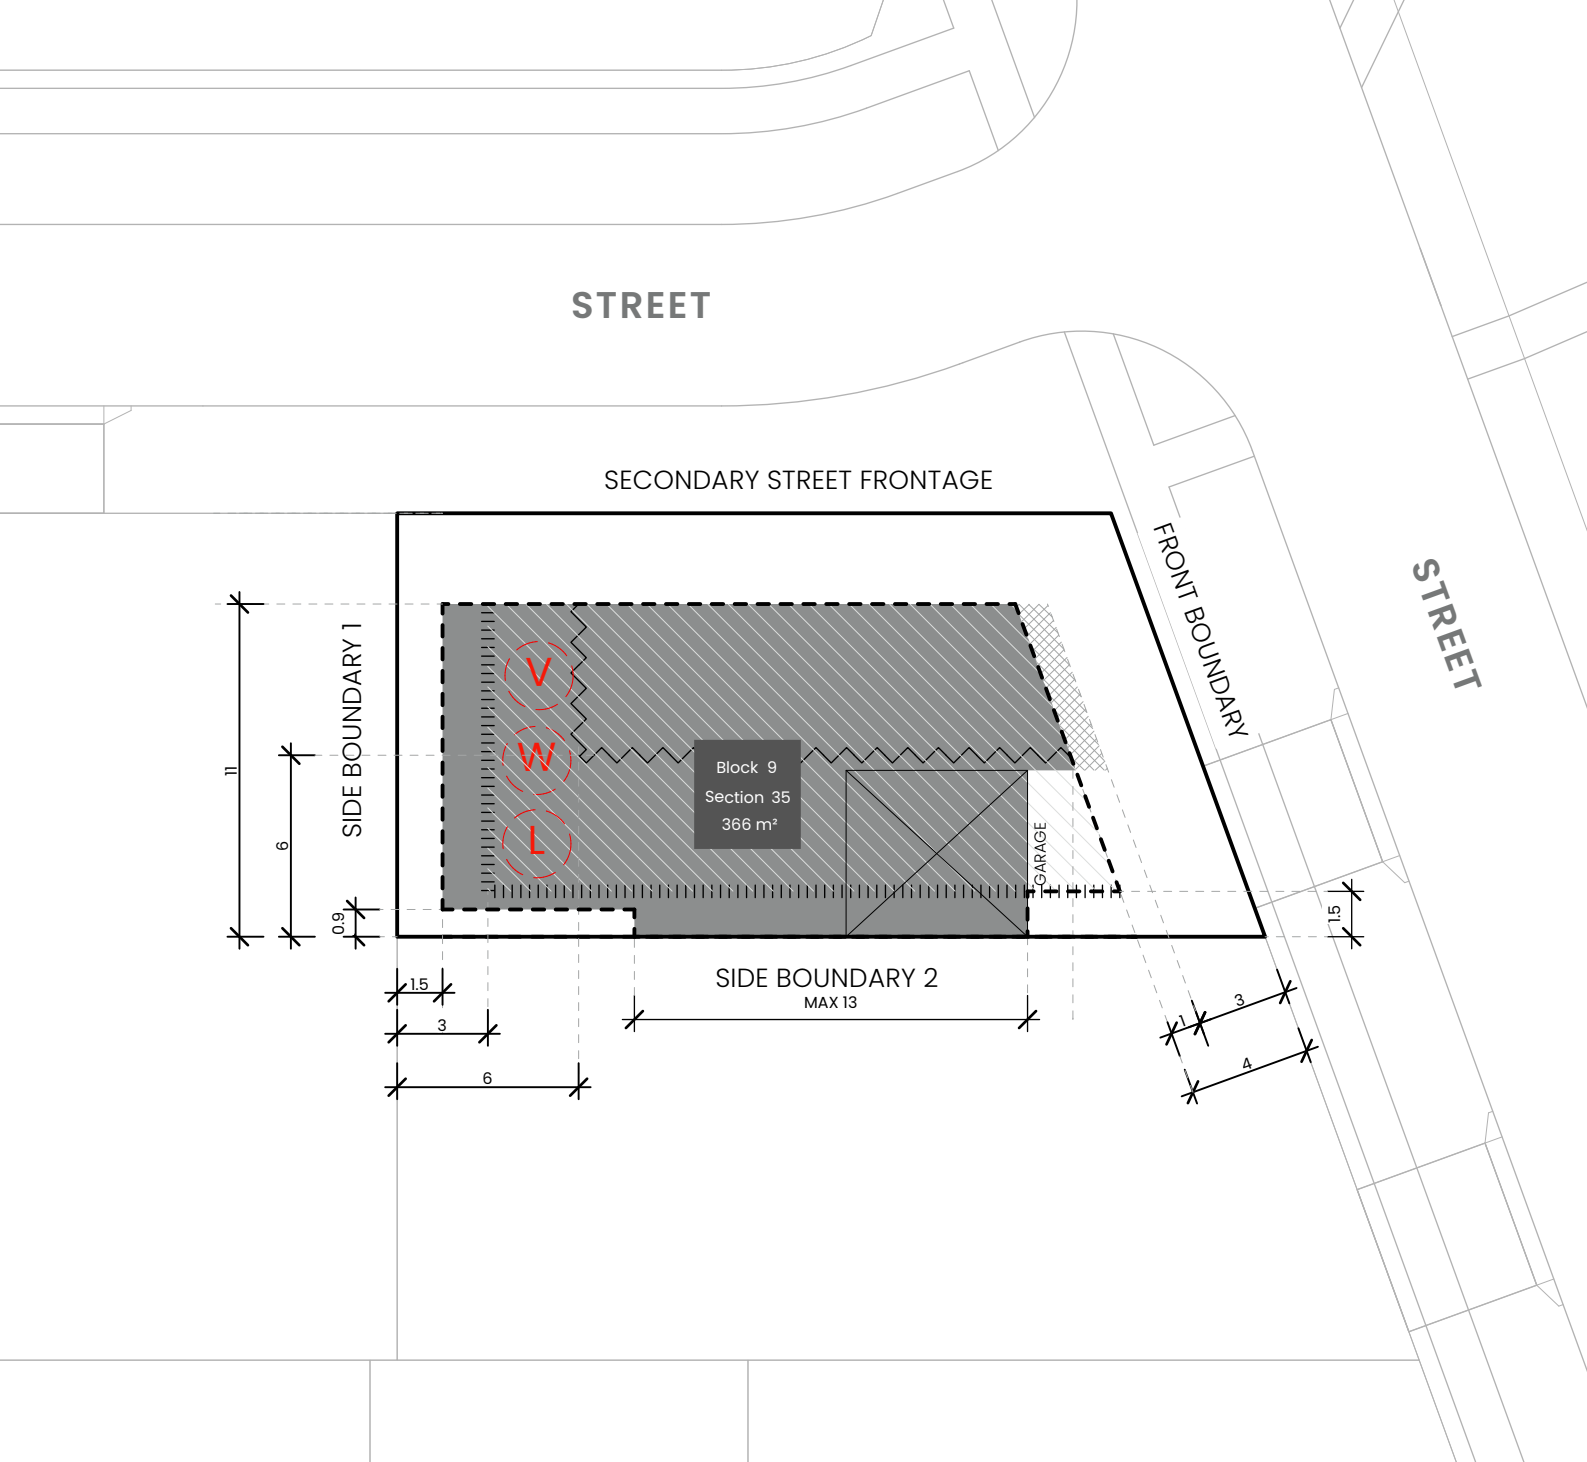 STREET
SECONDARY STREET FRONTAGE
FRONT BOUNDARY
STREET
SIDE BOUNDARY 1
11
6
0.9
V
W
L
Block 9
Section 35
366 m²
GARAGE
1.5
SIDE BOUNDARY 2
MAX 13
1.5
3
6
1
3
4